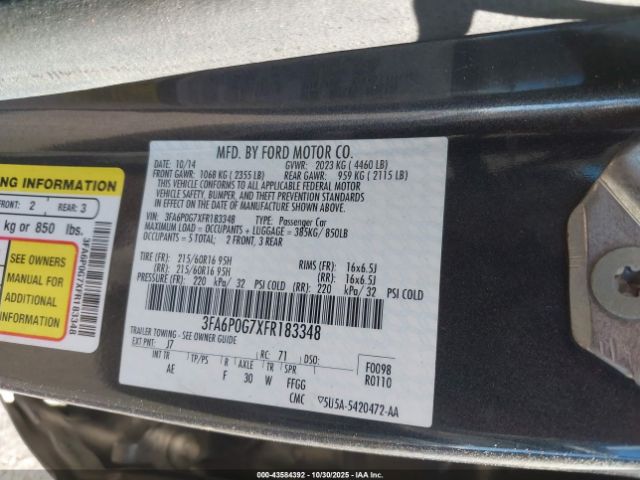 MFD. BY FORD MOTOR CO.
DATE: 10/14 GVWR: 2023 KG ( 4460 LB)
FRONT GAWR: 1068 KG ( 2355 LB) REAR GAWR: 959 KG ( 2115 LB)
THIS VEHICLE CONFORMS TO ALL APPLICABLE FEDERAL MOTOR
VEHICLE SAFETY, BUMPER, AND THEFT PREVENTION STANDARDS
IN EFFECT ON THE DATE OF MANUFACTURE SHOWN ABOVE.
VIN: 3FA6P0G7XFR183348 TYPE: Passenger Car
MAXIMUM LOAD = OCCUPANTS + LUGGAGE = 385KG/ 850LB
OCCUPANTS = 5 TOTAL; 2 FRONT, 3 REAR
TIRE (FR): 215/60R16 95H RIMS (FR): 16x6.5J
(RR): 215/60R16 95H (RR): 16x6.5J
PRESSURE (FR): 220 kPa/ 32 PSI COLD (RR): 220 kPa/ 32 PSI COLD
3FA6P0G7XFR183348
TRAILER TOWING - SEE OWNER GUIDE
EXT PNT: J7 RC: 71 DSO:
INT TR TP/PS R AXLE TR SPR F0098
AE F 30 W FFGG R0110
CMC ▽5U5A-5420472-AA
NG INFORMATION
FRONT: 2 REAR: 3
kg or 850 lbs.
SEE OWNERS
MANUAL FOR
ADDITIONAL
INFORMATION
3FA6P0G7XFR183348
000-43584392 • 10/30/2025 • IAAI.COM